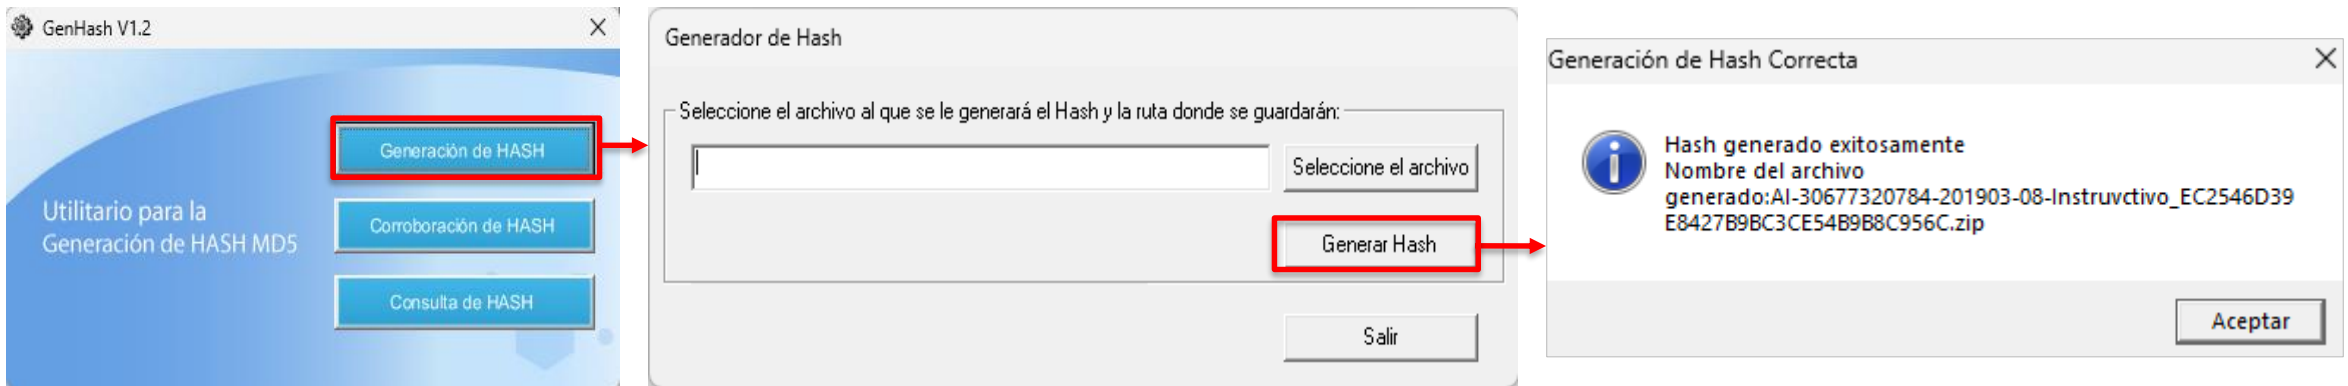 GenHash V1.2
Generación de HASH
Utilitario para la
Generación de HASH MD5
Corroboración de HASH
Consulta de HASH
Generador de Hash
Seleccione el archivo al que se le generará el Hash y la ruta donde se guardarán:
Seleccione el archivo
Generar Hash
Salir
Generación de Hash Correcta
Hash generado exitosamente
Nombre del archivo
generado:AI-30677320784-201903-08-Instruvctivo_EC2546D39
E8427B9BC3CE54B9B8C956C.zip
Aceptar